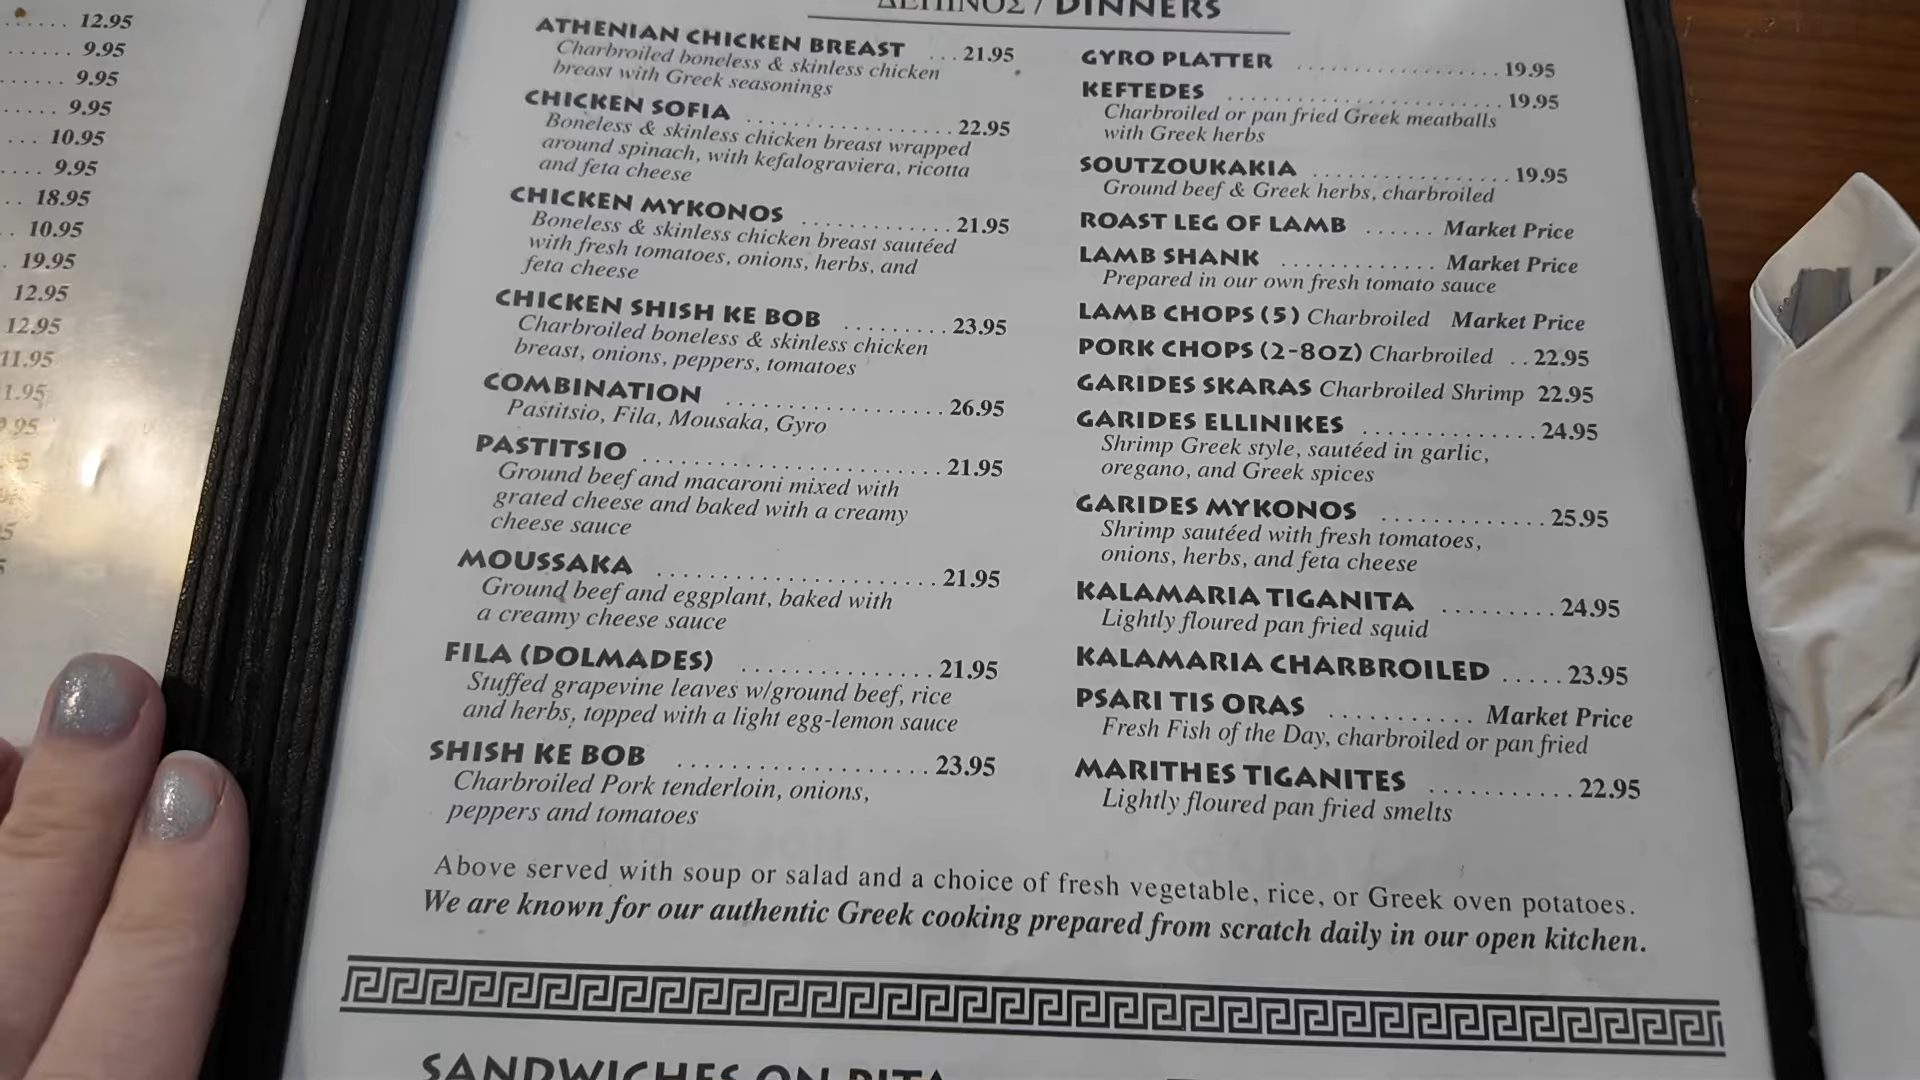 12.95
9.95
9.95
9.95
10.95
9.95
18.95
10.95
19.95
12.95
12.95
11.95
1.95
95
ΔΕΙΠΝΟΣ / DINNERS
ATHENIAN CHICKEN BREAST ... 21.95
Charbroiled boneless & skinless chicken
breast with Greek seasonings
CHICKEN SOFIA .................. 22.95
Boneless & skinless chicken breast wrapped
around spinach, with kefalograviera, ricotta
and feta cheese
CHICKEN MYKONOS ............. 21.95
Boneless & skinless chicken breast sautéed
with fresh tomatoes, onions, herbs, and
feta cheese
CHICKEN SHISH KE BOB ......... 23.95
Charbroiled boneless & skinless chicken
breast, onions, peppers, tomatoes
COMBINATION ................... 26.95
Pastitsio, Fila, Mousaka, Gyro
PASTITSIO .......................... 21.95
Ground beef and macaroni mixed with
grated cheese and baked with a creamy
cheese sauce
MOUSSAKA ........................ 21.95
Ground beef and eggplant, baked with
a creamy cheese sauce
FILA (DOLMADES) ................. 21.95
Stuffed grapevine leaves w/ground beef, rice
and herbs, topped with a light egg-lemon sauce
SHISH KE BOB ..................... 23.95
Charbroiled Pork tenderloin, onions,
peppers and tomatoes
GYRO PLATTER .................. 19.95
KEFTEDES ........................ 19.95
Charbroiled or pan fried Greek meatballs
with Greek herbs
SOUTZOUKAKIA ................. 19.95
Ground beef & Greek herbs, charbroiled
ROAST LEG OF LAMB ...... Market Price
LAMB SHANK ............. Market Price
Prepared in our own fresh tomato sauce
LAMB CHOPS (5) Charbroiled Market Price
PORK CHOPS (2-8OZ) Charbroiled .. 22.95
GARIDES SKARAS Charbroiled Shrimp 22.95
GARIDES ELLINIKES .............. 24.95
Shrimp Greek style, sautéed in garlic,
oregano, and Greek spices
GARIDES MYKONOS ............. 25.95
Shrimp sautéed with fresh tomatoes,
onions, herbs, and feta cheese
KALAMARIA TIGANITA ......... 24.95
Lightly floured pan fried squid
KALAMARIA CHARBROILED ..... 23.95
PSARI TIS ORAS ........... Market Price
Fresh Fish of the Day, charbroiled or pan fried
MARITHES TIGANITES ........... 22.95
Lightly floured pan fried smelts
Above served with soup or salad and a choice of fresh vegetable, rice, or Greek oven potatoes.
We are known for our authentic Greek cooking prepared from scratch daily in our open kitchen.
SANDWICHES ON PITA